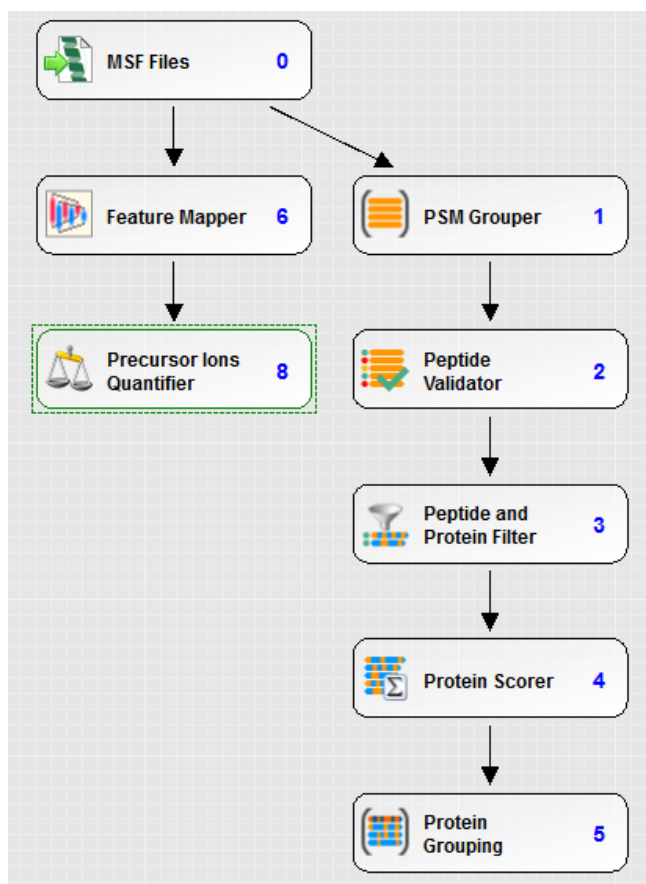 MSF Files 0
Feature Mapper 6
PSM Grouper 1
Precursor Ions
Quantifier 8
Peptide
Validator 2
Peptide and
Protein Filter 3
Protein Scorer 4
Σ
Protein
Grouping 5